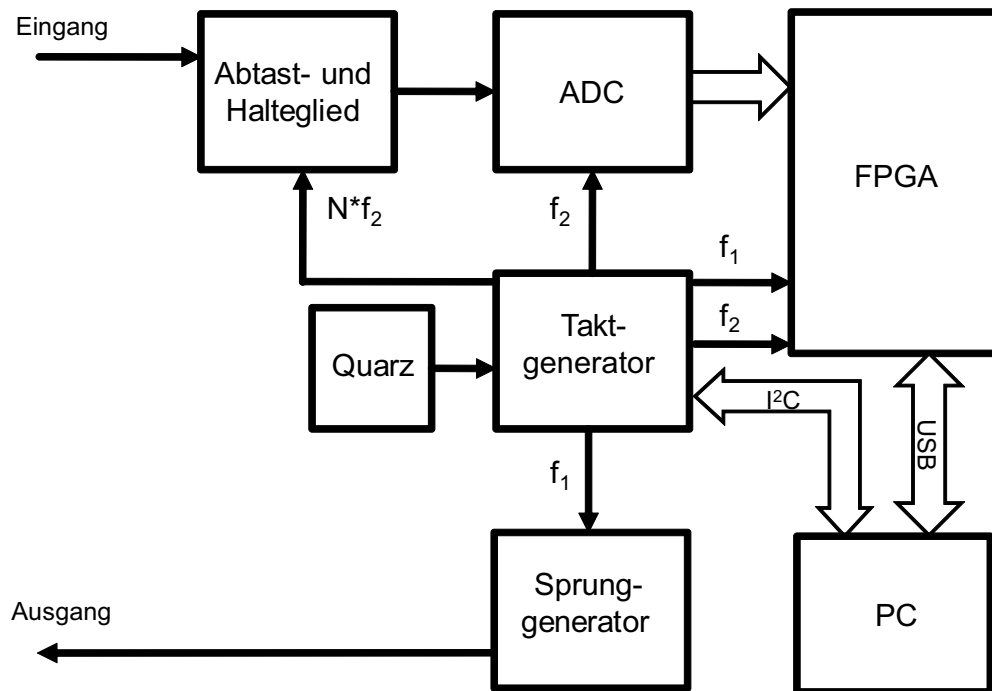 Eingang
Abtast- und
Halteglied
ADC
FPGA
N*f₂
f₂
f₁
f₂
Takt-
generator
Quarz
I²C
USB
f₁
Sprung-
generator
PC
Ausgang